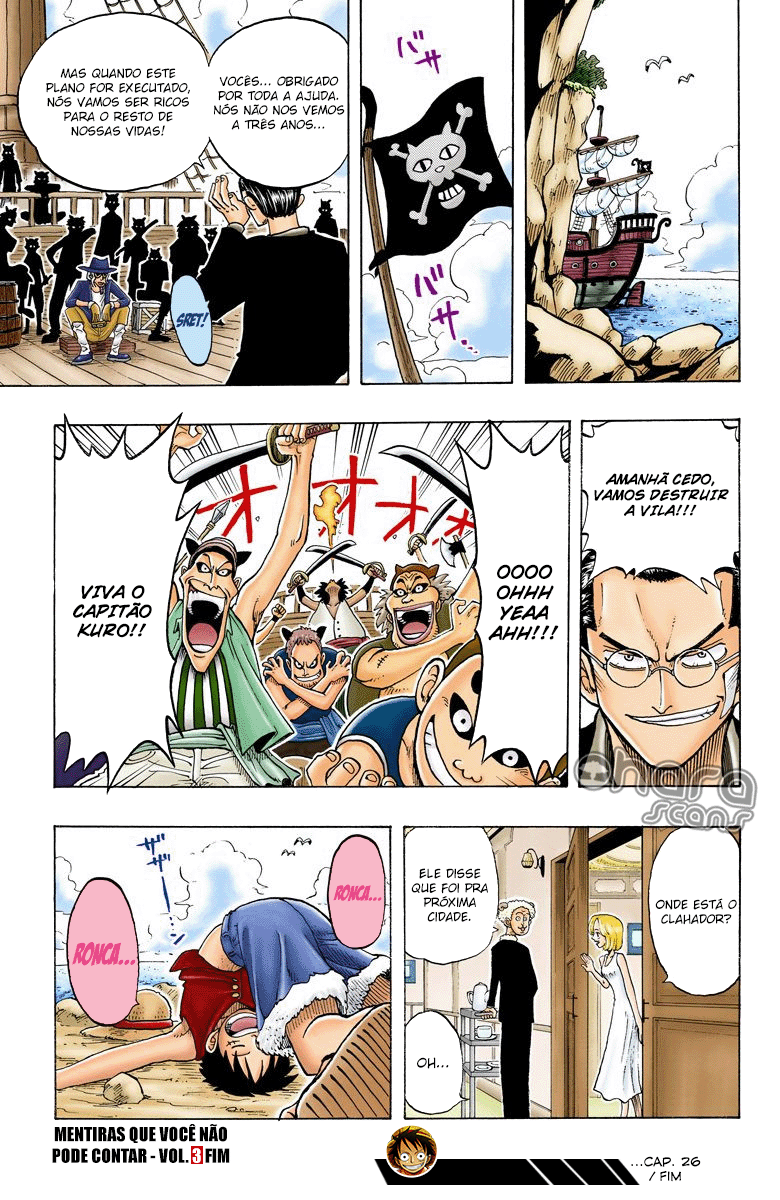 バ
バサ...
VOCÊS... OBRIGADO
POR TODA A AJUDA.
NÓS NÃO NOS VEMOS
A TRÊS ANOS...
MAS QUANDO ESTE
PLANO FOR EXECUTADO,
NÓS VAMOS SER RICOS
PARA O RESTO DE
NOSSAS VIDAS!
SRET!
AMANHÃ CEDO,
VAMOS DESTRUIR
A VILA!!!
オオオオ
OOOO
OHHH
YEAA
AHH!!!
VIVA O
CAPITÃO
KURO!!
Ohara
scans
ONDE ESTÁ O
CLAHADOR?
ELE DISSE
QUE FOI PRA
PRÓXIMA
CIDADE.
OH...
RONCA...
RONCA...
ザザーン
MENTIRAS QUE VOCÊ NÃO
PODE CONTAR - VOL. 3 FIM
...CAP. 26
/ FIM